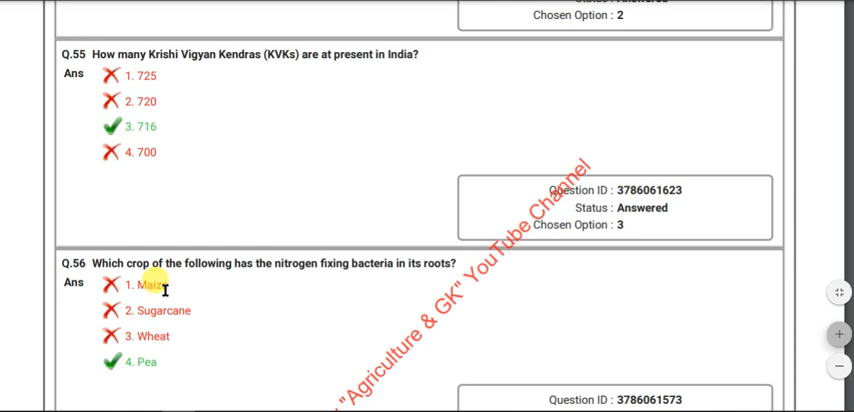 Chosen Option : 2
Q.55 How many Krishi Vigyan Kendras (KVKs) are at present in India?
Ans
1. 725
2. 720
3. 716
4. 700
Question ID : 3786061623
Status : Answered
Chosen Option : 3
Q.56 Which crop of the following has the nitrogen fixing bacteria in its roots?
Ans
1. Maiz
2. Sugarcane
3. Wheat
4. Pea
Question ID : 3786061573
"Agriculture & GK" YouTube Channel